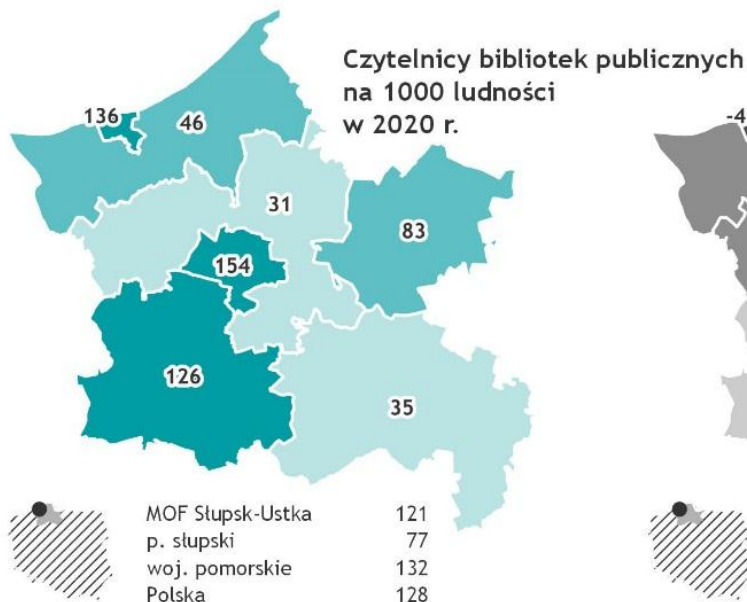 Czytelnicy bibliotek publicznych
na 1000 ludności
w 2020 r.
136
46
31
83
154
126
35
-4
MOF Słupsk-Ustka 121
p. słupski 77
woj. pomorskie 132
Polska 128